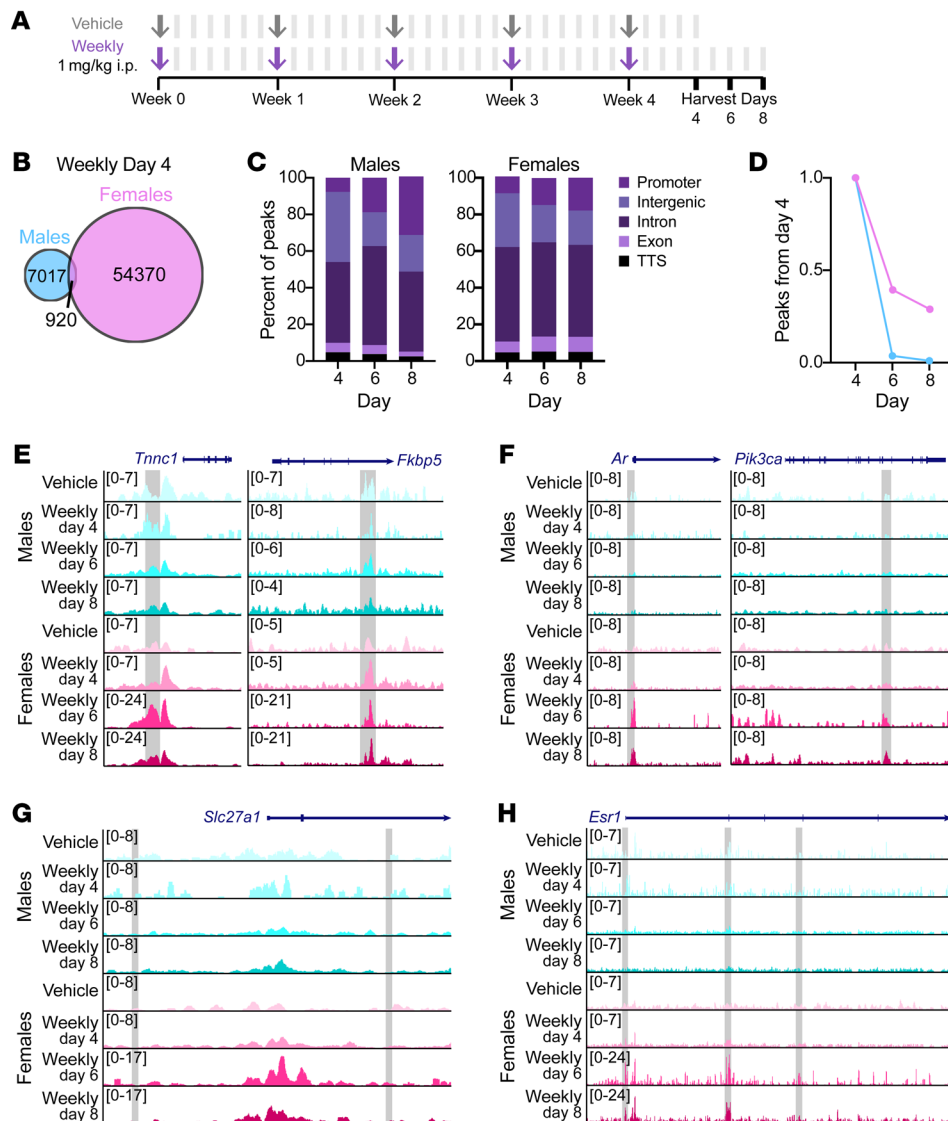 A
Vehicle
Weekly
1 mg/kg i.p.
Week 0
Week 1
Week 2
Week 3
Week 4
Harvest Days
4
6
8
B
Weekly Day 4
Females
Males
7017
54370
920
C
Males
Females
Percent of peaks
100
80
60
40
20
0
4
6
8
Day
100
80
60
40
20
0
4
6
8
Day
Promoter
Intergenic
Intron
Exon
TTS
D
Peaks from day 4
1.0
0.5
0.0
4
6
8
Day
E
Tnnc1
Fkbp5
Males
Females
Vehicle
[0-7]
[0-7]
Weekly
day 4
[0-7]
[0-8]
Weekly
day 6
[0-7]
[0-6]
Weekly
day 8
[0-7]
[0-4]
Vehicle
[0-7]
[0-5]
Weekly
day 4
[0-7]
[0-5]
Weekly
day 6
[0-24]
[0-21]
Weekly
day 8
[0-24]
[0-21]
F
Ar
Pik3ca
Males
Females
Vehicle
[0-8]
[0-8]
Weekly
day 4
[0-8]
[0-8]
Weekly
day 6
[0-8]
[0-8]
Weekly
day 8
[0-8]
[0-8]
Vehicle
[0-8]
[0-8]
Weekly
day 4
[0-8]
[0-8]
Weekly
day 6
[0-8]
[0-8]
Weekly
day 8
[0-8]
[0-8]
G
Slc27a1
Males
Females
Vehicle
[0-8]
Weekly
day 4
[0-8]
Weekly
day 6
[0-8]
Weekly
day 8
[0-8]
Vehicle
[0-8]
Weekly
day 4
[0-8]
Weekly
day 6
[0-17]
Weekly
day 8
[0-17]
H
Esr1
Males
Females
Vehicle
[0-7]
Weekly
day 4
[0-7]
Weekly
day 6
[0-7]
Weekly
day 8
[0-7]
Vehicle
[0-7]
Weekly
day 4
[0-7]
Weekly
day 6
[0-24]
Weekly
day 8
[0-24]